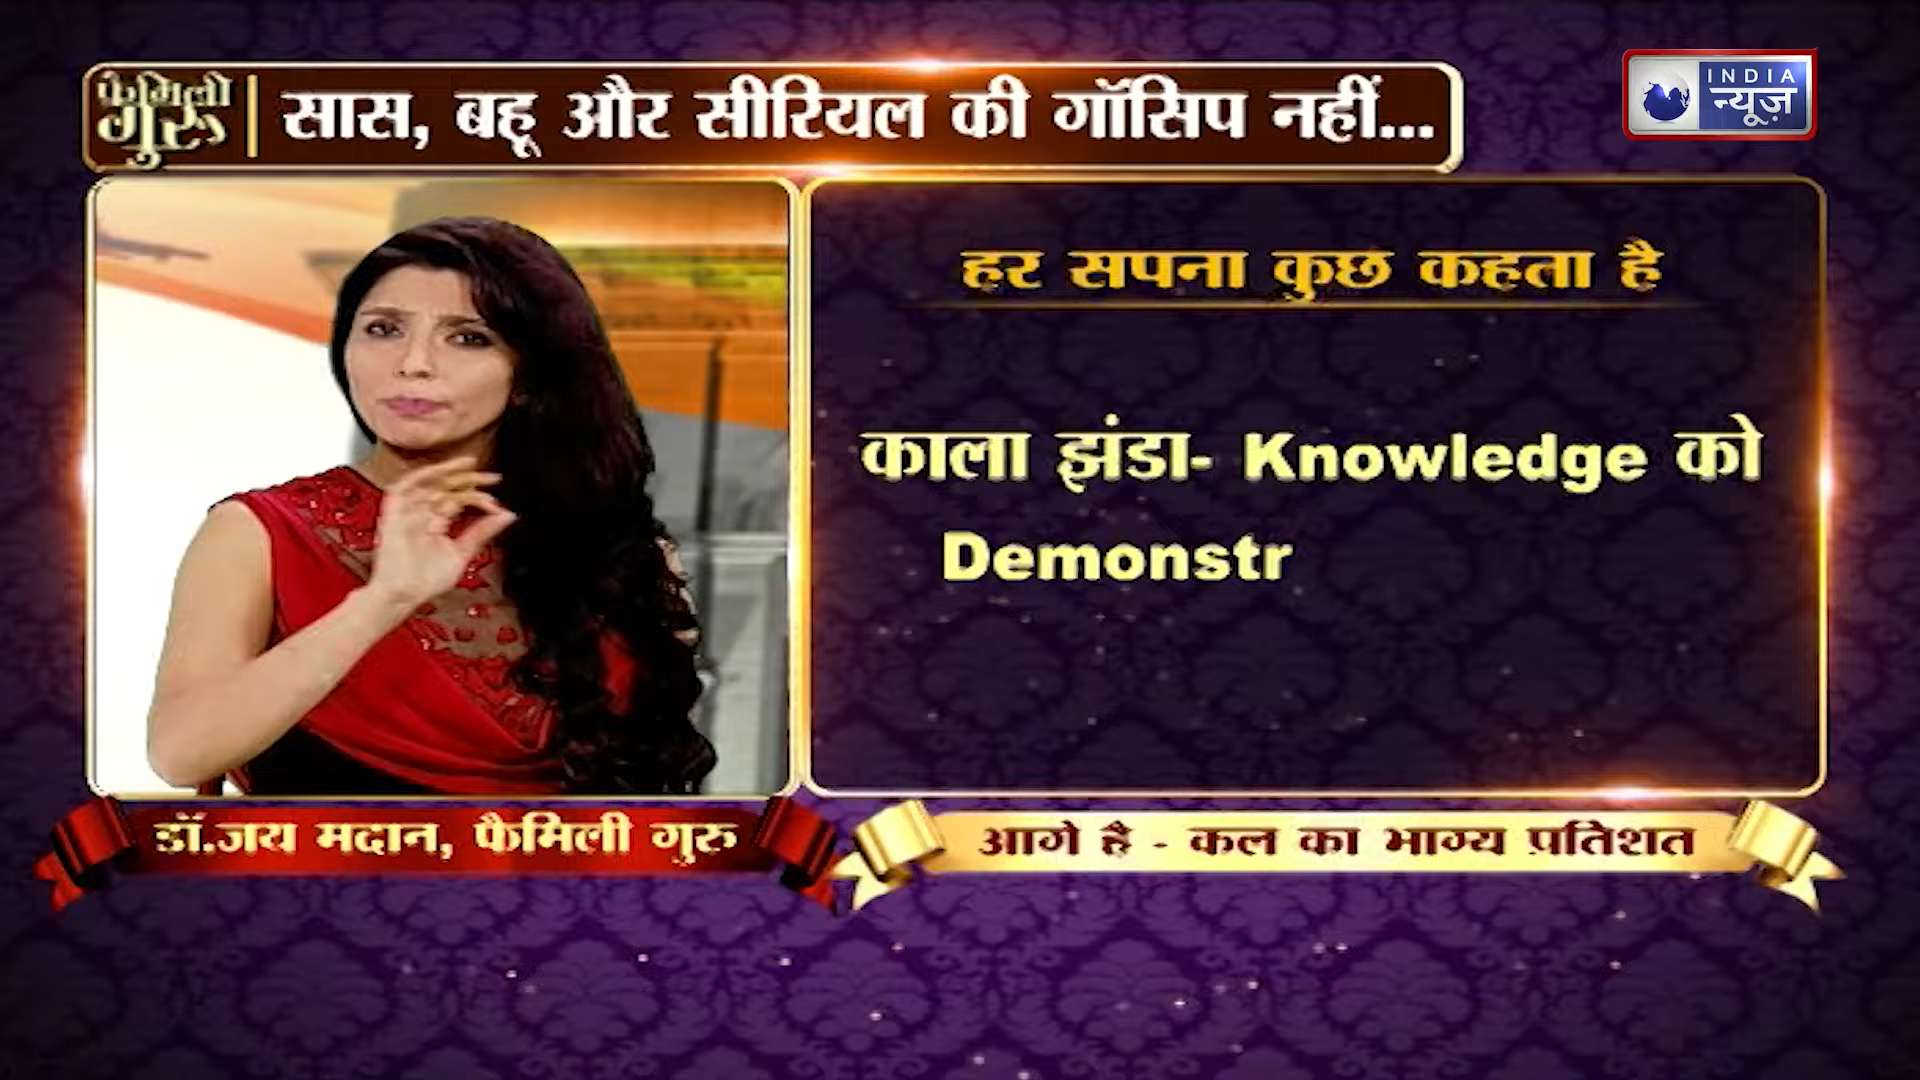 फैमिली
गुरु
सास, बहू और सीरियल की गॉसिप नहीं...
INDIA
न्यूज़
हर सपना कुछ कहता है
काला झंडा- Knowledge को
Demonstr
डॉ.जय मदान, फैमिली गुरु
आगे है - कल का भाग्य प्रतिशत